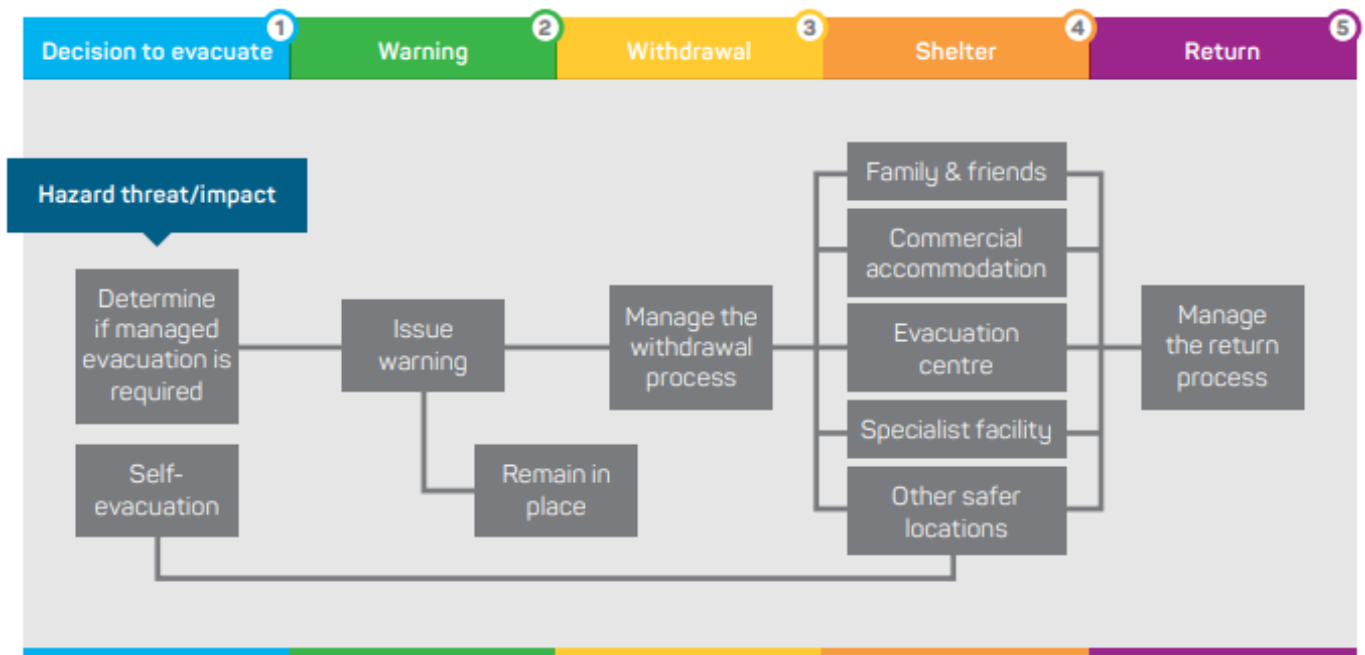 1
2
3
4
5
Decision to evacuate
Warning
Withdrawal
Shelter
Return
Hazard threat/impact
Determine
if managed
evacuation is
required
Self-
evacuation
Issue
warning
Remain in
place
Manage the
withdrawal
process
Family & friends
Commercial
accommodation
Evacuation
centre
Specialist facility
Other safer
locations
Manage
the return
process